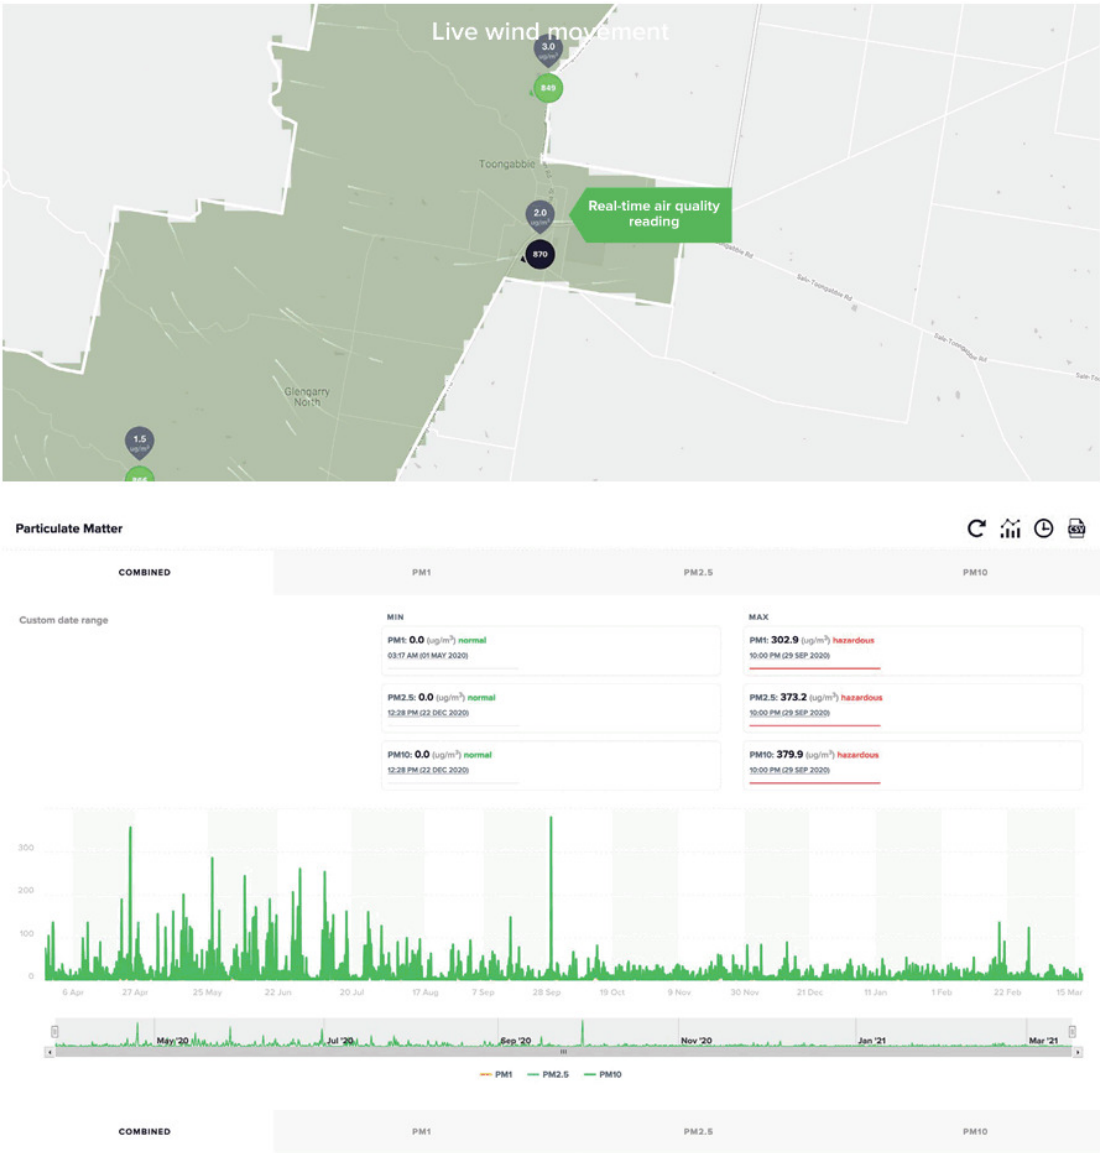 Live wind movement
3.0
ug/m³
849
Toongabbie
Real-time air quality
reading
2.0
ug/m³
870
Sale-Toongabbie Rd
Sale-Toongabbie Rd
Glengarry
North
1.5
ug/m³
866
Particulate Matter
CSV
COMBINED PM1 PM2.5 PM10
Custom date range
MIN MAX
PM1: 0.0 (ug/m³) normal PM1: 302.9 (ug/m³) hazardous
03:17 AM (01 MAY 2020) 10:00 PM (29 SEP 2020)
PM2.5: 0.0 (ug/m³) normal PM2.5: 373.2 (ug/m³) hazardous
12:28 PM (22 DEC 2020) 10:00 PM (29 SEP 2020)
PM10: 0.0 (ug/m³) normal PM10: 379.9 (ug/m³) hazardous
12:28 PM (22 DEC 2020) 10:00 PM (29 SEP 2020)
300
200
100
0
6 Apr 27 Apr 25 May 22 Jun 20 Jul 17 Aug 7 Sep 28 Sep 19 Oct 9 Nov 30 Nov 21 Dec 11 Jan 1 Feb 22 Feb 15 Mar
May '20 Jul '20 Sep '20 Nov '20 Jan '21 Mar '21
PM1 PM2.5 PM10
COMBINED PM1 PM2.5 PM10